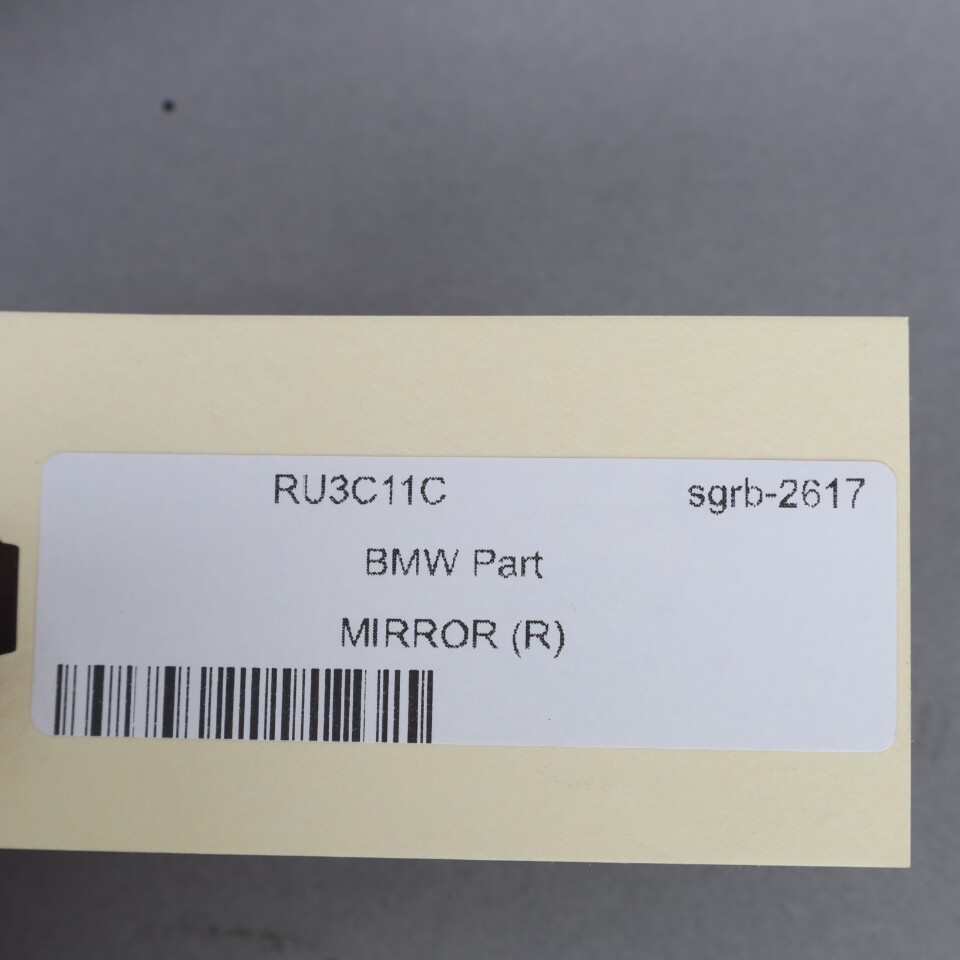 RU3C11C sgrb-2617
BMW Part
MIRROR (R)